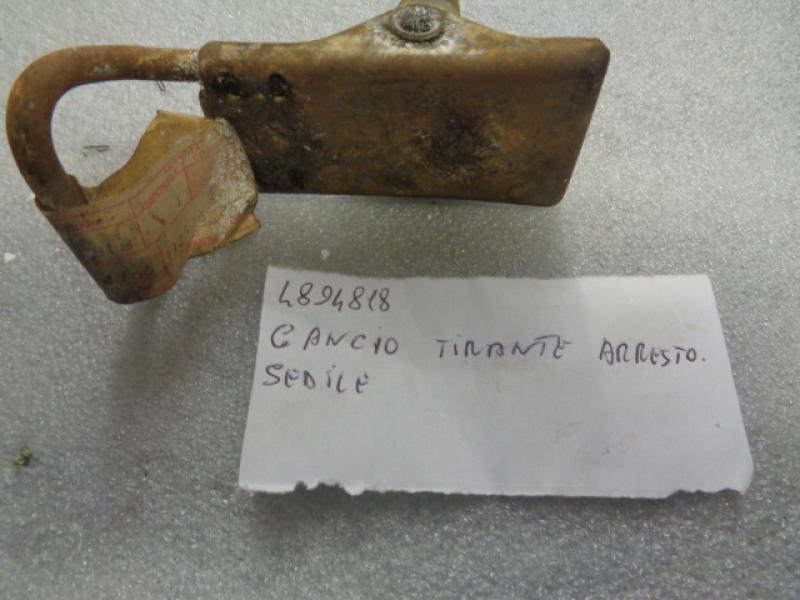 4894818
GANCIO TIRANTE ARRESTO.
SEDILE